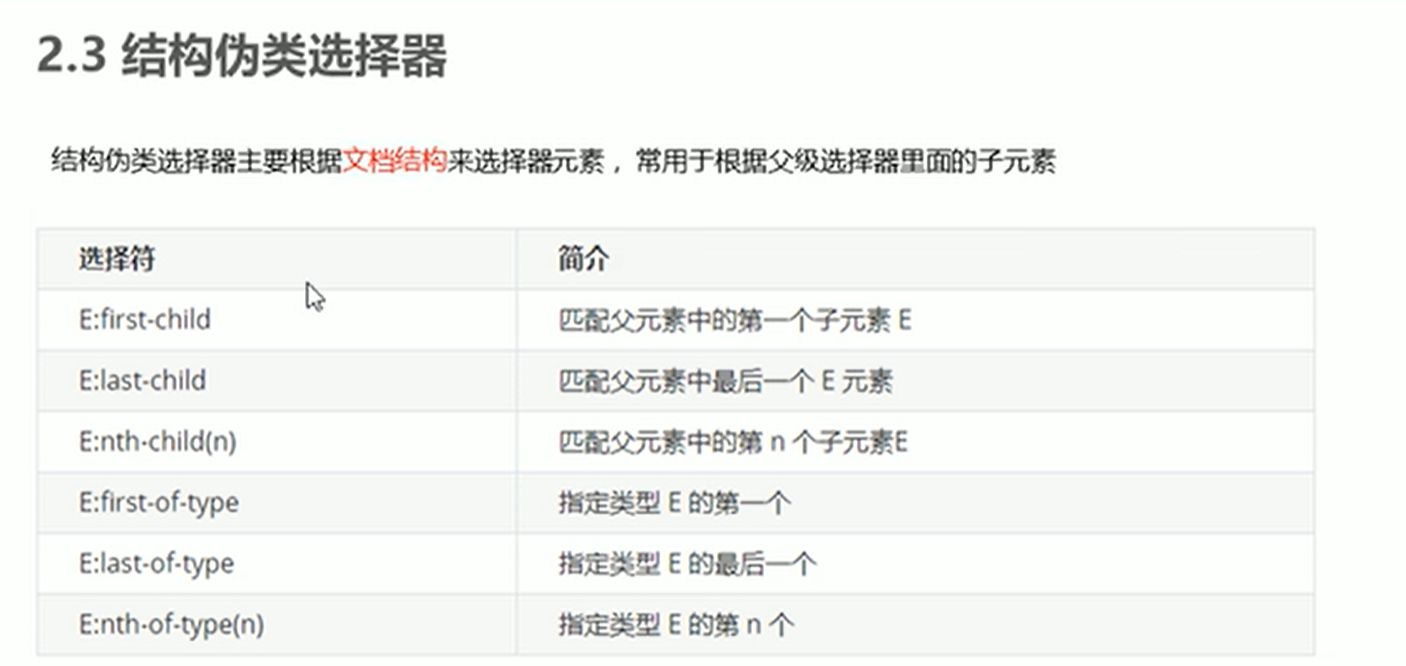 2.3 结构伪类选择器
结构伪类选择器主要根据文档结构来选择器元素，常用于根据父级选择器里面的子元素
选择符 简介
E:first-child 匹配父元素中的第一个子元素 E
E:last-child 匹配父元素中最后一个 E 元素
E:nth-child(n) 匹配父元素中的第 n 个子元素E
E:first-of-type 指定类型 E 的第一个
E:last-of-type 指定类型 E 的最后一个
E:nth-of-type(n) 指定类型 E 的第 n 个